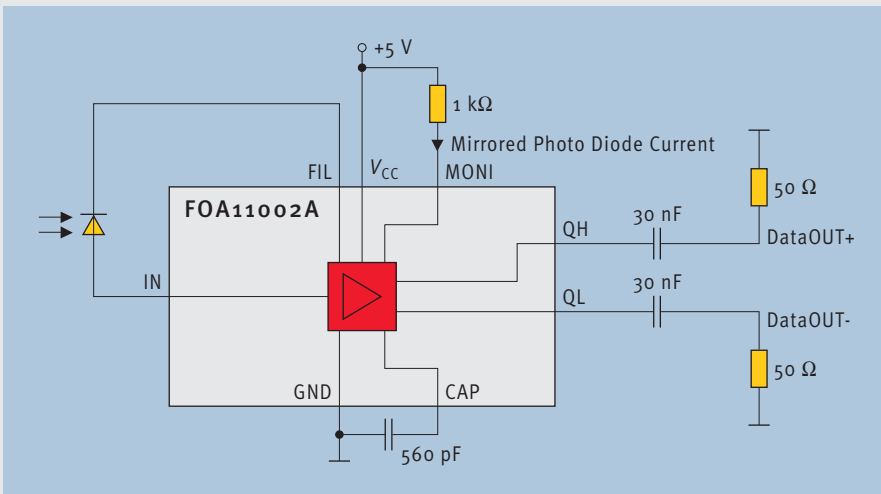 +5 V
1 kΩ
Mirrored Photo Diode Current
FIL
VCC
MONI
50 Ω
FOA11002A
30 nF
QH
DataOUT+
IN
30 nF
QL
DataOUT-
50 Ω
GND
CAP
560 pF